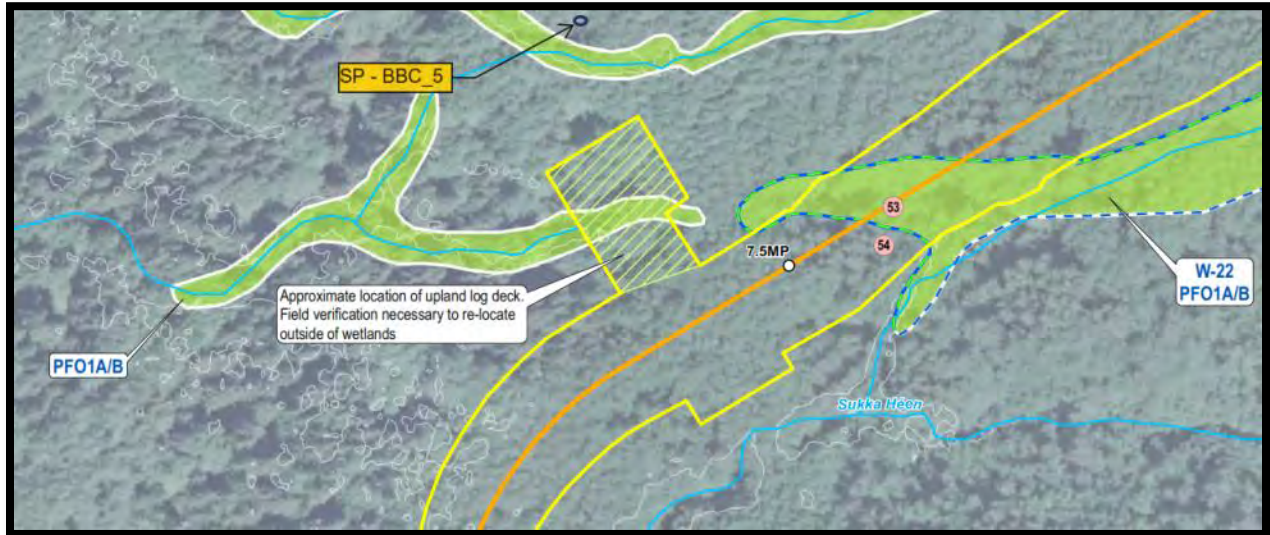 SP - BBC_5
53
54
7.5MP
W-22
PFO1A/B
Approximate location of upland log deck.
Field verification necessary to re-locate
outside of wetlands
PFO1A/B
Sukka Héen